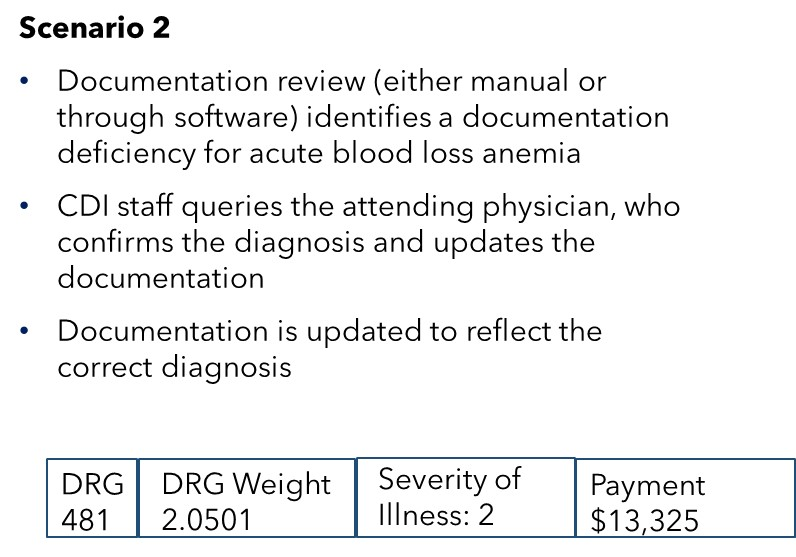 Scenario 2
• Documentation review (either manual or
through software) identifies a documentation
deficiency for acute blood loss anemia
• CDI staff queries the attending physician, who
confirms the diagnosis and updates the
documentation
• Documentation is updated to reflect the
correct diagnosis
DRG
481
DRG Weight
2.0501
Severity of
Illness: 2
Payment
$13,325